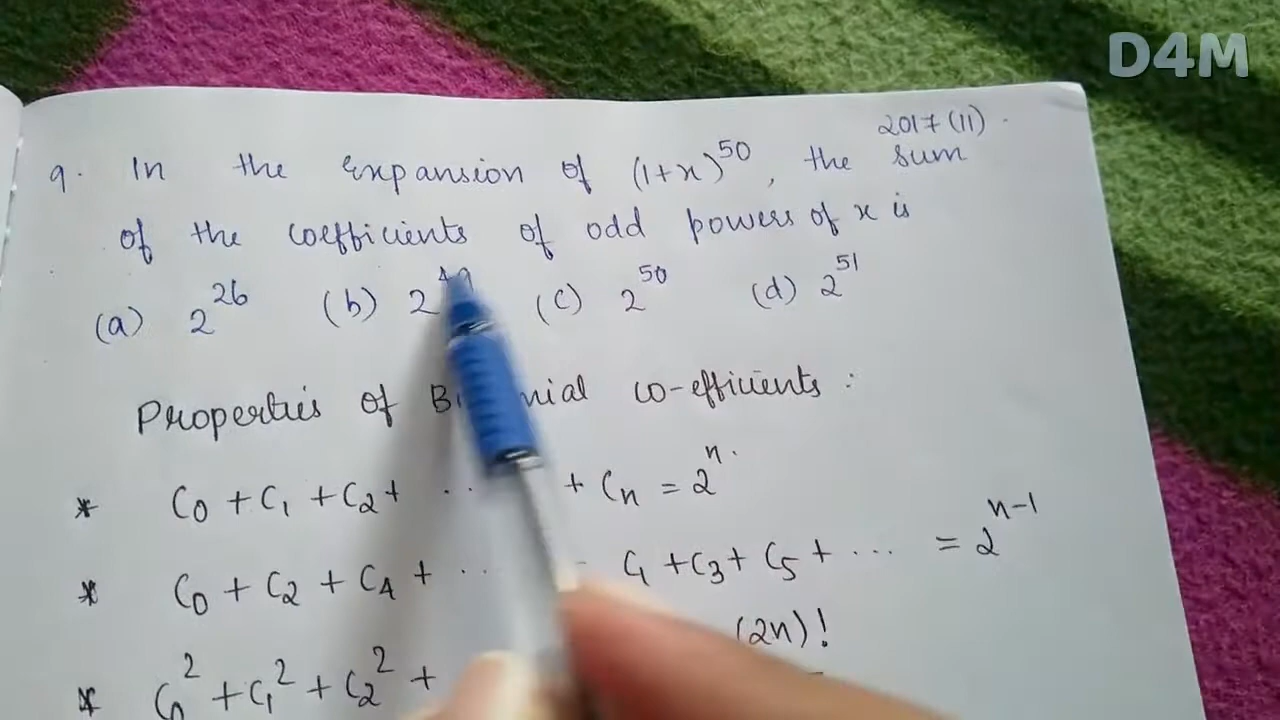 D4M
2017 (11)
9. In the expansion of (1+x)^50, the sum
of the coefficients of odd powers of x is
(a) 2^26 (b) 2 (c) 2^50 (d) 2^51
Properties of co-efficients :
* C0 + C1 + C2 + .. + Cn = 2^n.
* C0 + C2 + C4 + .. C1 + C3 + C5 + ... = 2^n-1
(2n)!
* C0^2 + C1^2 + C2^2 +